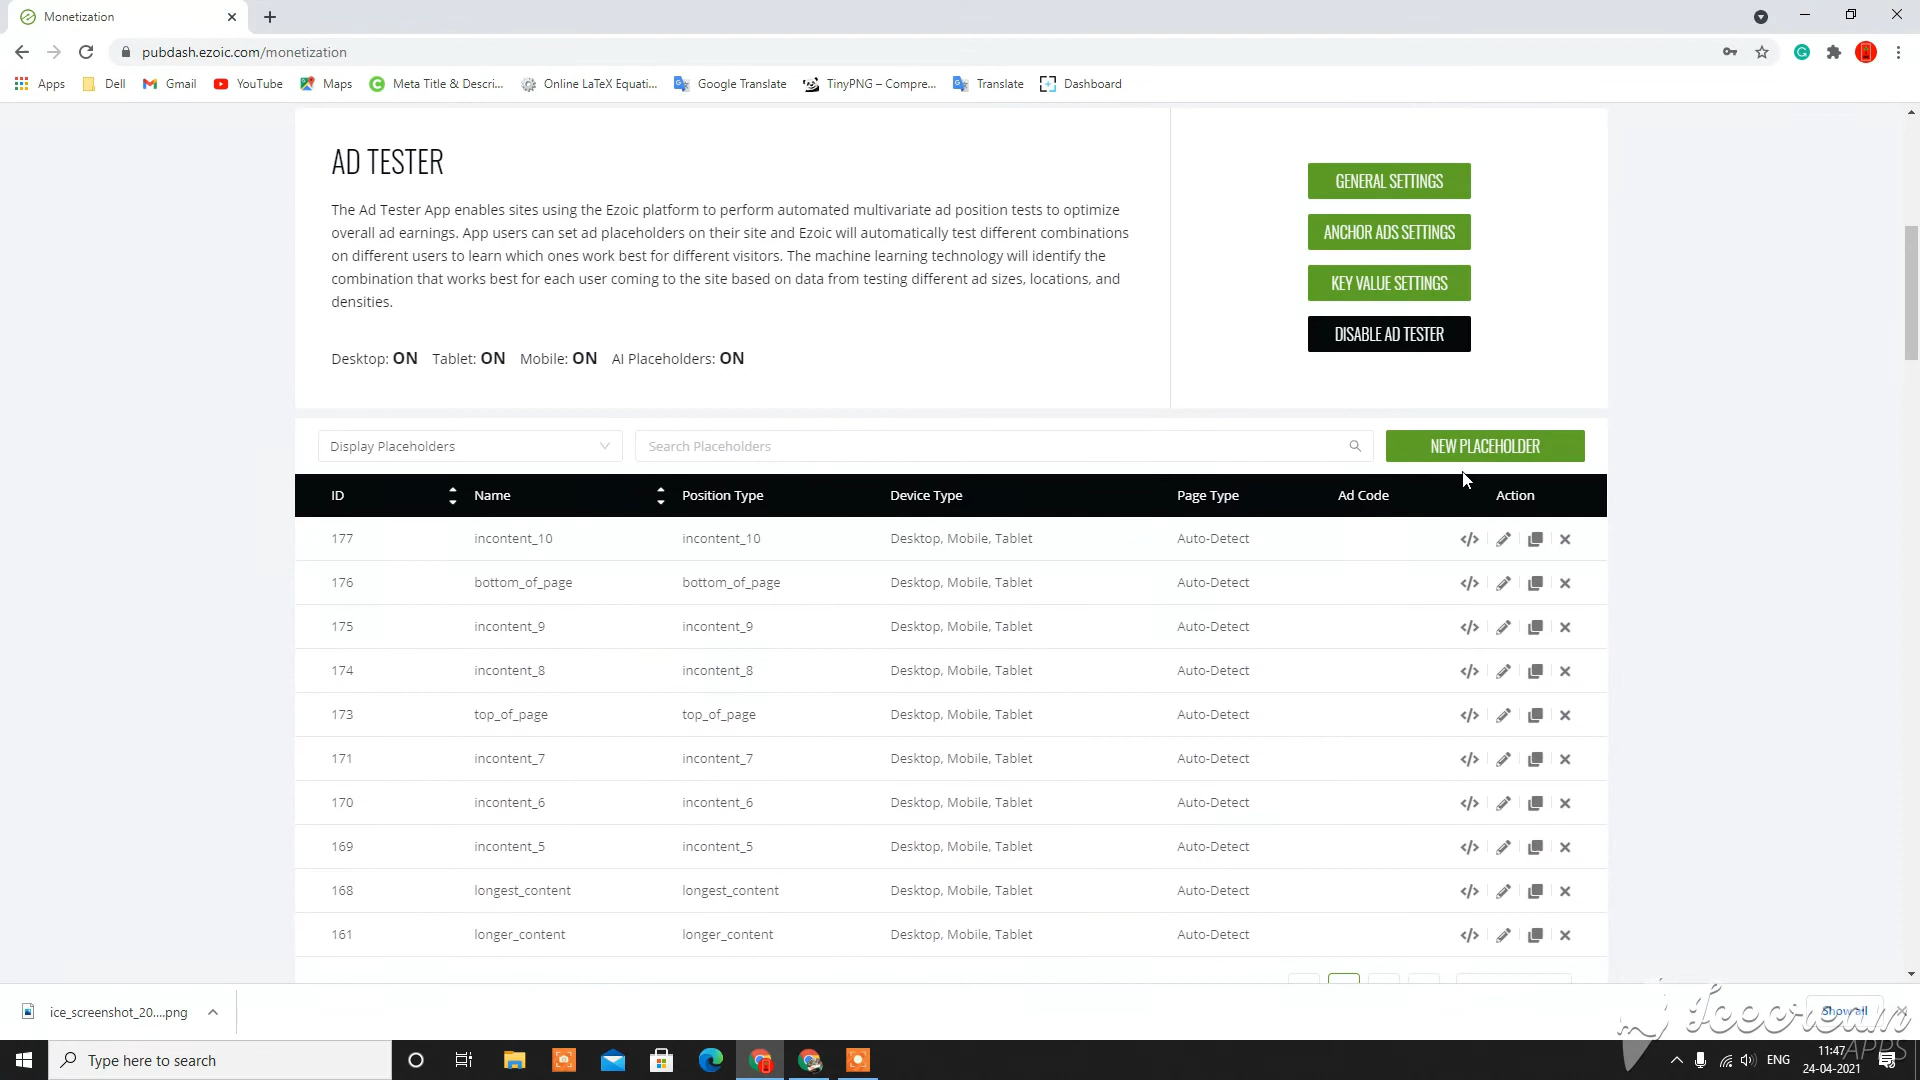 Monetization
pubdash.ezoic.com/monetization
Apps Dell Gmail YouTube Maps Meta Title & Descri... Online LaTeX Equati... Google Translate TinyPNG – Compre... Translate Dashboard
AD TESTER
The Ad Tester App enables sites using the Ezoic platform to perform automated multivariate ad position tests to optimize
overall ad earnings. App users can set ad placeholders on their site and Ezoic will automatically test different combinations
on different users to learn which ones work best for different visitors. The machine learning technology will identify the
combination that works best for each user coming to the site based on data from testing different ad sizes, locations, and
densities.
Desktop: ON Tablet: ON Mobile: ON AI Placeholders: ON
GENERAL SETTINGS
ANCHOR ADS SETTINGS
KEY VALUE SETTINGS
DISABLE AD TESTER
Display Placeholders Search Placeholders NEW PLACEHOLDER
ID Name Position Type Device Type Page Type Ad Code Action
177 incontent_10 incontent_10 Desktop, Mobile, Tablet Auto-Detect
176 bottom_of_page bottom_of_page Desktop, Mobile, Tablet Auto-Detect
175 incontent_9 incontent_9 Desktop, Mobile, Tablet Auto-Detect
174 incontent_8 incontent_8 Desktop, Mobile, Tablet Auto-Detect
173 top_of_page top_of_page Desktop, Mobile, Tablet Auto-Detect
171 incontent_7 incontent_7 Desktop, Mobile, Tablet Auto-Detect
170 incontent_6 incontent_6 Desktop, Mobile, Tablet Auto-Detect
169 incontent_5 incontent_5 Desktop, Mobile, Tablet Auto-Detect
168 longest_content longest_content Desktop, Mobile, Tablet Auto-Detect
161 longer_content longer_content Desktop, Mobile, Tablet Auto-Detect
ice_screenshot_20....png
Show all
Icecream
APPS
Type here to search
ENG
11:47
24-04-2021